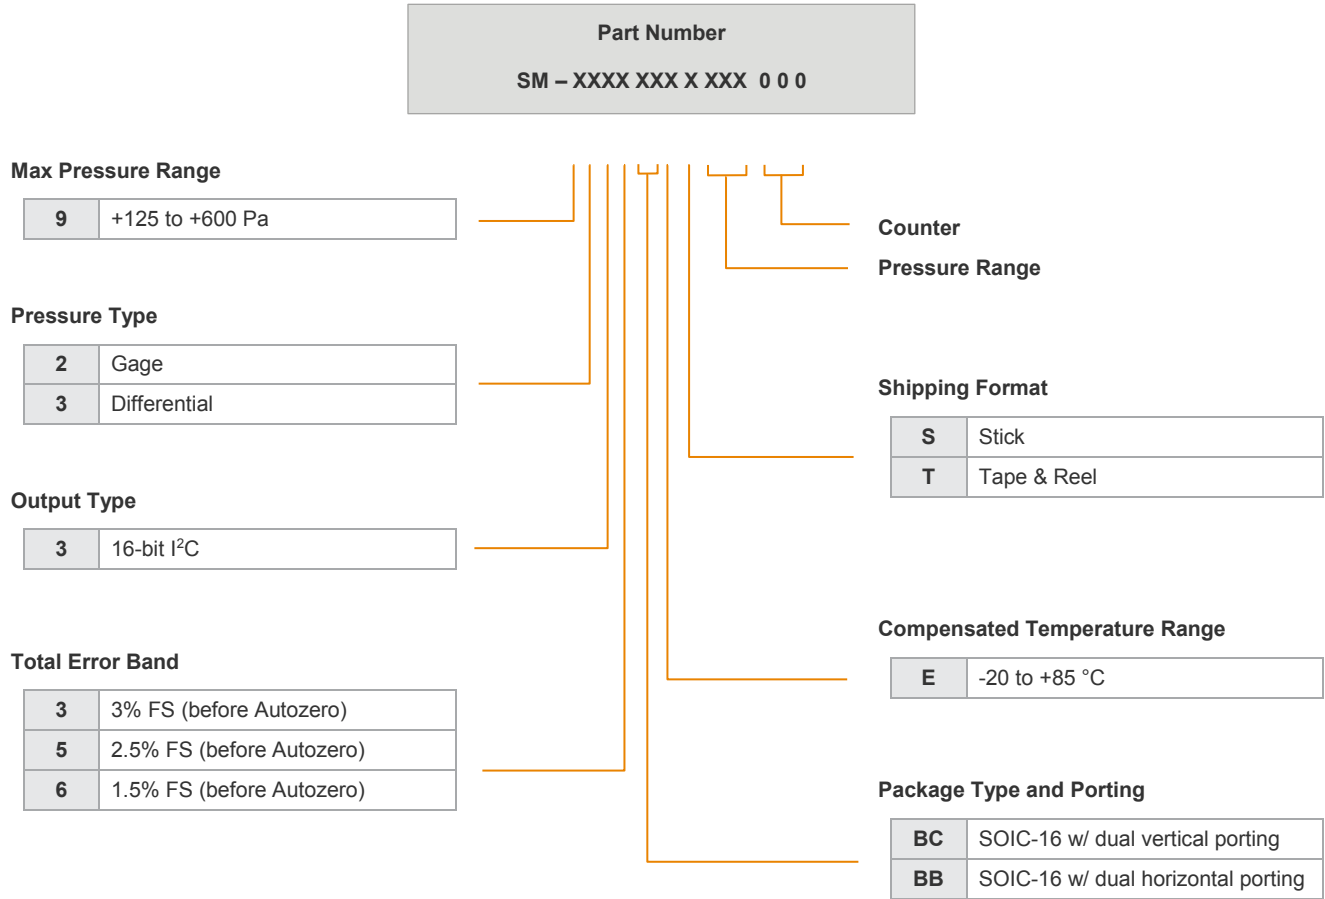 Part Number
SM – XXXX XXX X XXX 0 0 0
Max Pressure Range
9 +125 to +600 Pa
Pressure Type
2 Gage
3 Differential
Output Type
3 16-bit I²C
Total Error Band
3 3% FS (before Autozero)
5 2.5% FS (before Autozero)
6 1.5% FS (before Autozero)
Counter
Pressure Range
Shipping Format
S Stick
T Tape & Reel
Compensated Temperature Range
E -20 to +85 °C
Package Type and Porting
BC SOIC-16 w/ dual vertical porting
BB SOIC-16 w/ dual horizontal porting